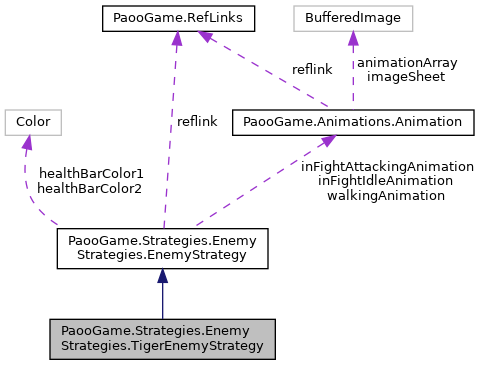 PaooGame.RefLinks
BufferedImage
animationArray
imageSheet
reflink
Color
reflink
PaooGame.Animations.Animation
healthBarColor1
healthBarColor2
inFightAttackingAnimation
inFightIdleAnimation
walkingAnimation
PaooGame.Strategies.Enemy
Strategies.EnemyStrategy
PaooGame.Strategies.Enemy
Strategies.TigerEnemyStrategy